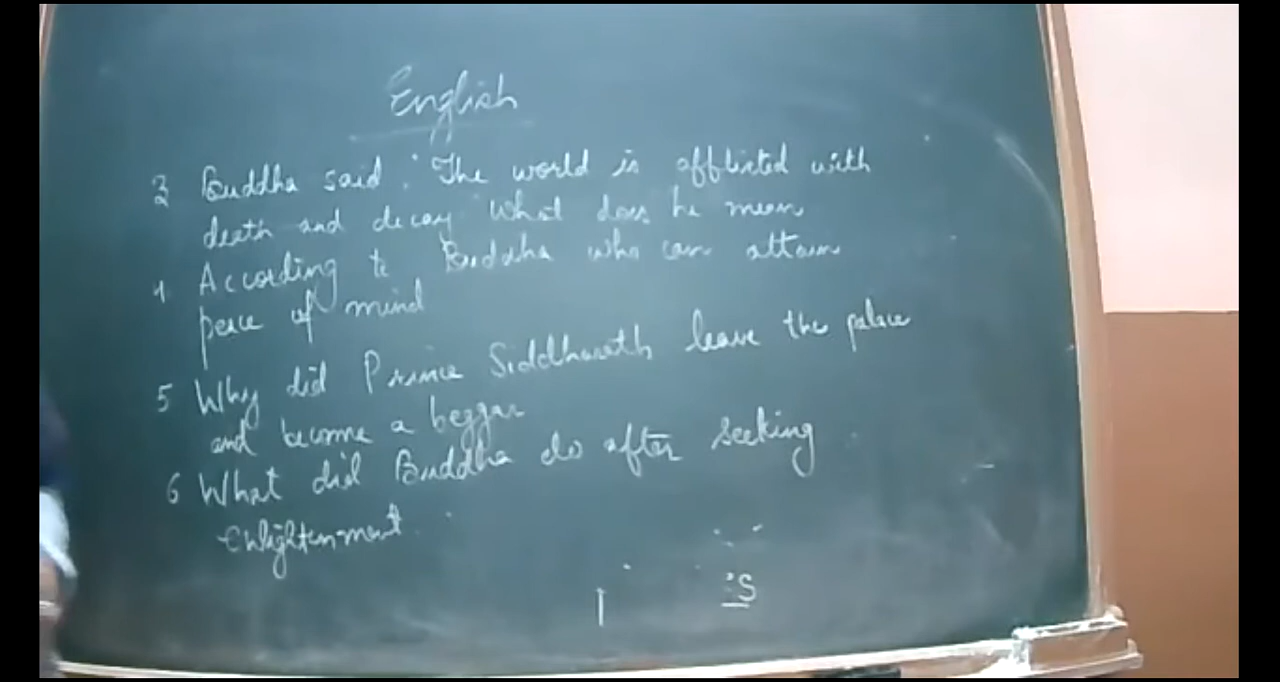 English
3 Buddha said "The world is afflicted with
death and decay" What does he mean
4 According to Buddha who can attain
peace of mind
5 Why did Prince Siddharath leave the palace
and become a beggar
6 What did Buddha do after seeking
enlightenment